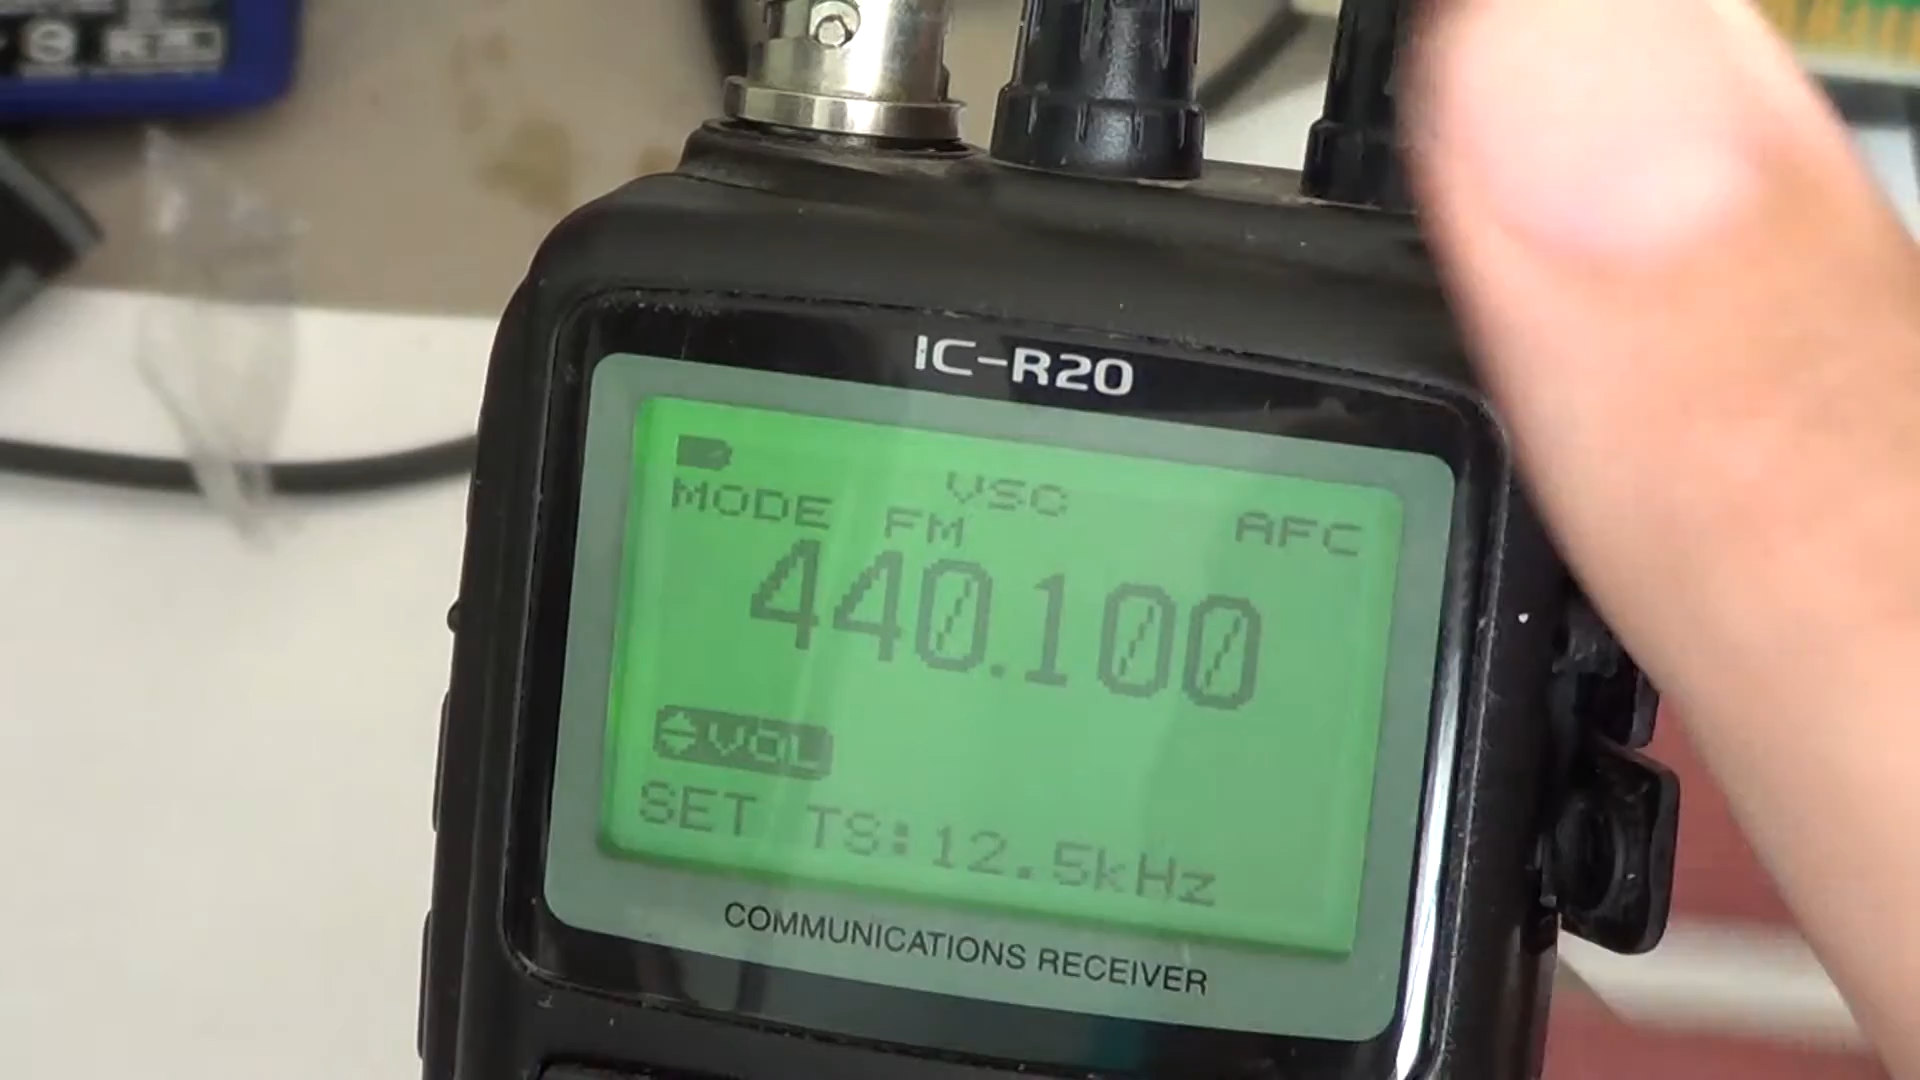 IC-R20
VSC
MODE FM AFC
440.100
VOL
SET TS:12.5kHz
COMMUNICATIONS RECEIVER